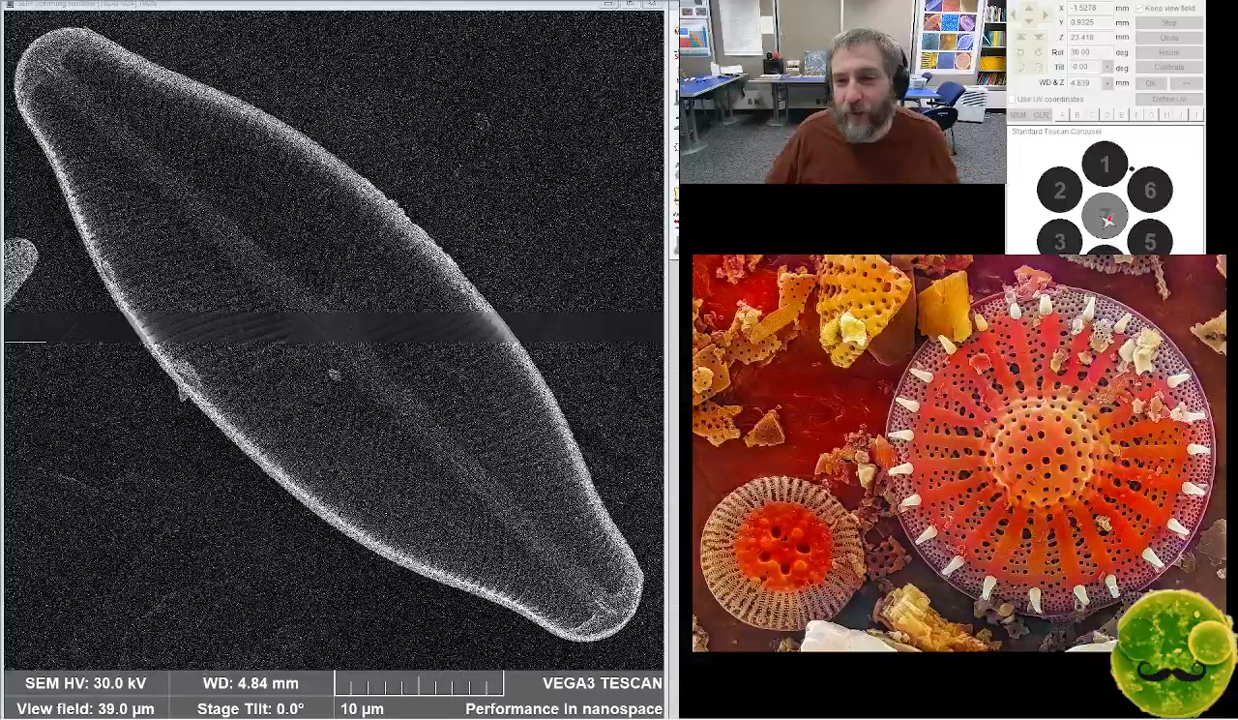 SEM HV: 30.0 kV
WD: 4.84 mm
VEGA3 TESCAN
View field: 39.0 µm
Stage Tilt: 0.0°
10 µm
Performance in nanospace
X
-1.5278
mm
Keep view field
Y
0.9325
mm
Stop
Z
23.418
mm
Undo
Rot
30.00
deg
Tilt
-0.00
deg
Calibrate
WD & Z
4.839
mm
Use UV coordinates
Define UV
Standard Tescan Carousel
1
2
6
7
3
5